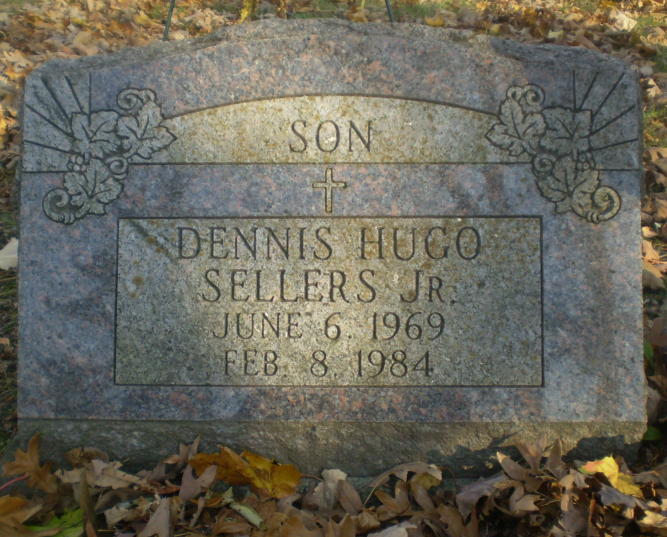 SON
DENNIS HUGO
SELLERS JR.
JUNE 6, 1969
FEB. 8, 1984